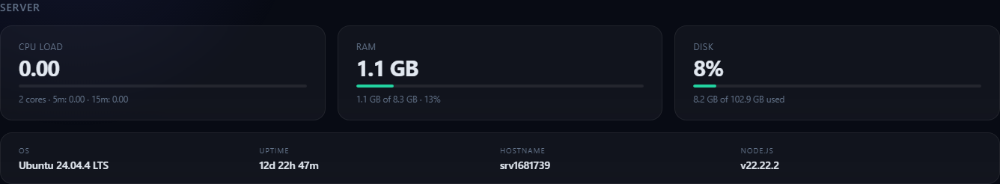 SERVER
CPU LOAD
0.00
2 cores · 5m: 0.00 · 15m: 0.00
RAM
1.1 GB
1.1 GB of 8.3 GB · 13%
DISK
8%
8.2 GB of 102.9 GB used
OS
Ubuntu 24.04.4 LTS
UPTIME
12d 22h 47m
HOSTNAME
srv1681739
NODE.JS
v22.22.2